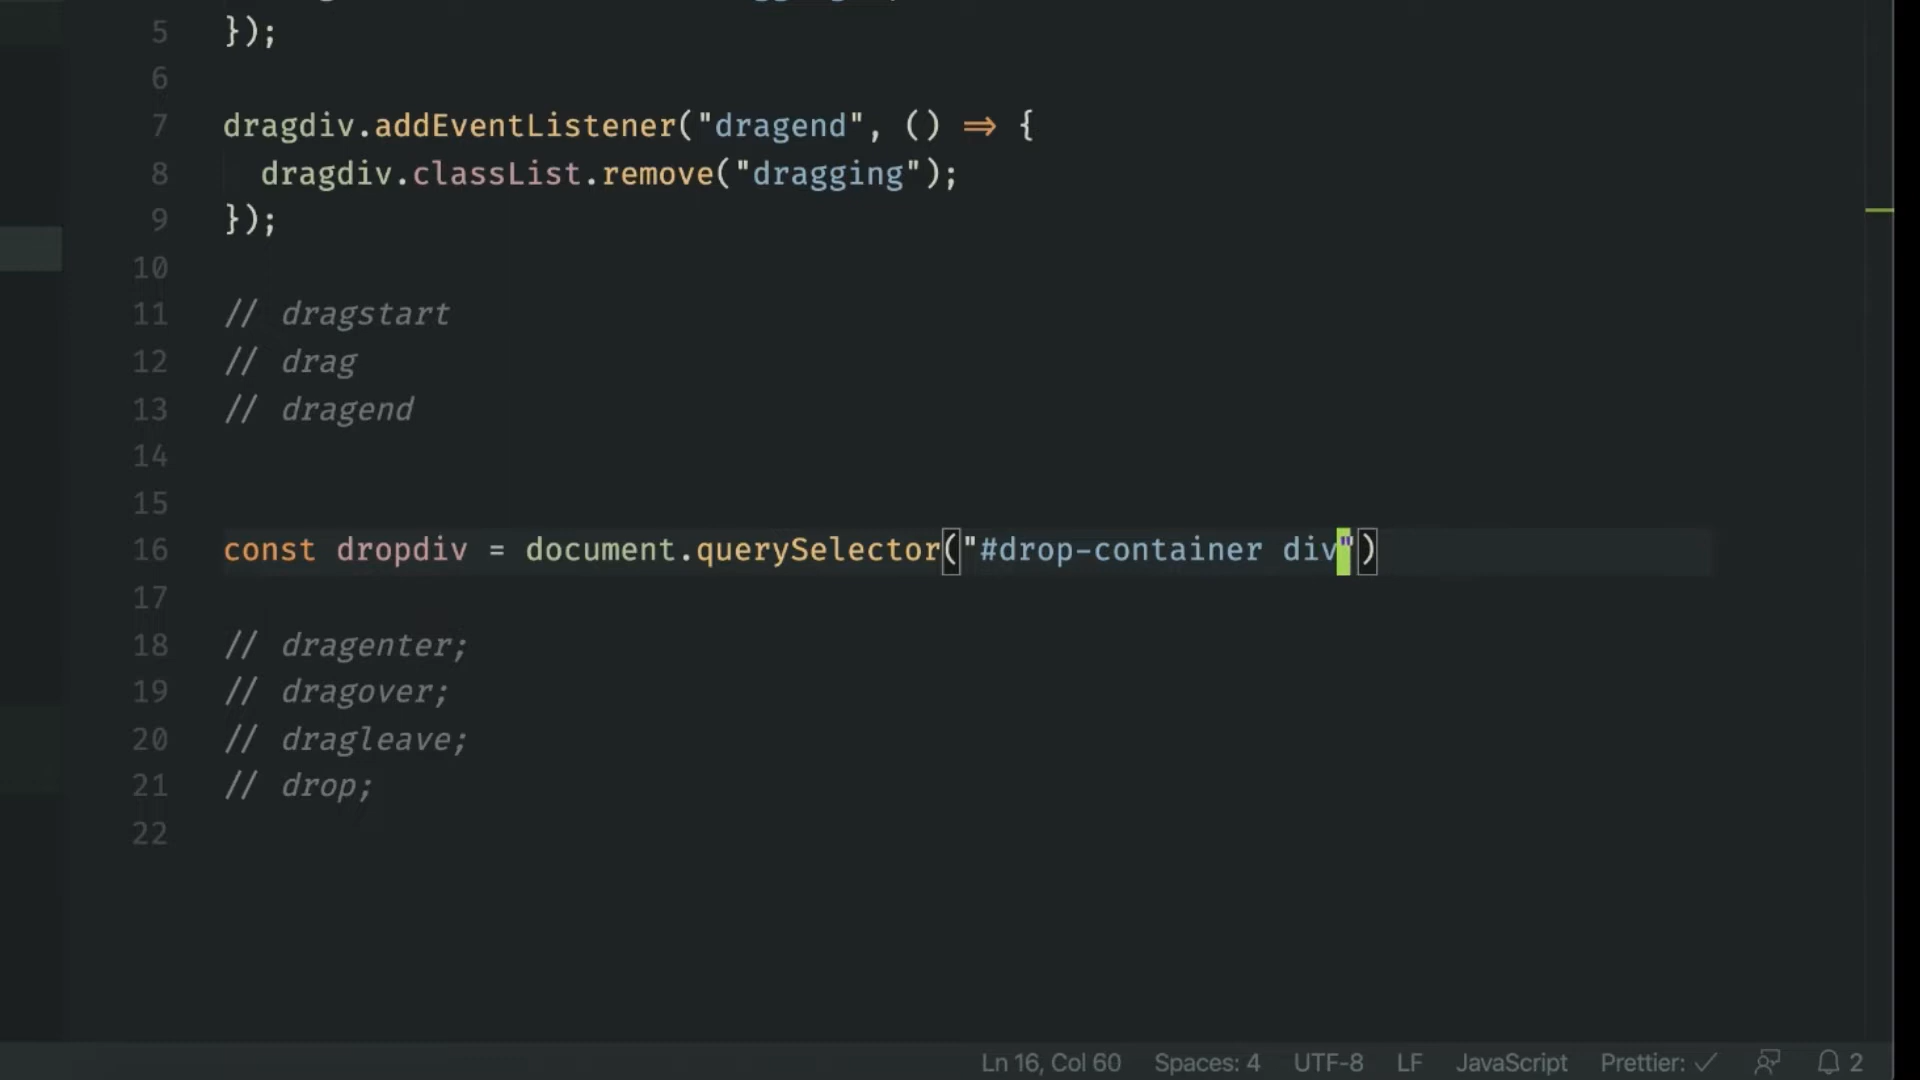 5 });
6
7 dragdiv.addEventListener("dragend", () => {
8 dragdiv.classList.remove("dragging");
9 });
10
11 // dragstart
12 // drag
13 // dragend
14
15
16 const dropdiv = document.querySelector("#drop-container div")
17
18 // dragenter;
19 // dragover;
20 // dragleave;
21 // drop;
22
Ln 16, Col 60 Spaces: 4 UTF-8 LF JavaScript Prettier: ✓ 2